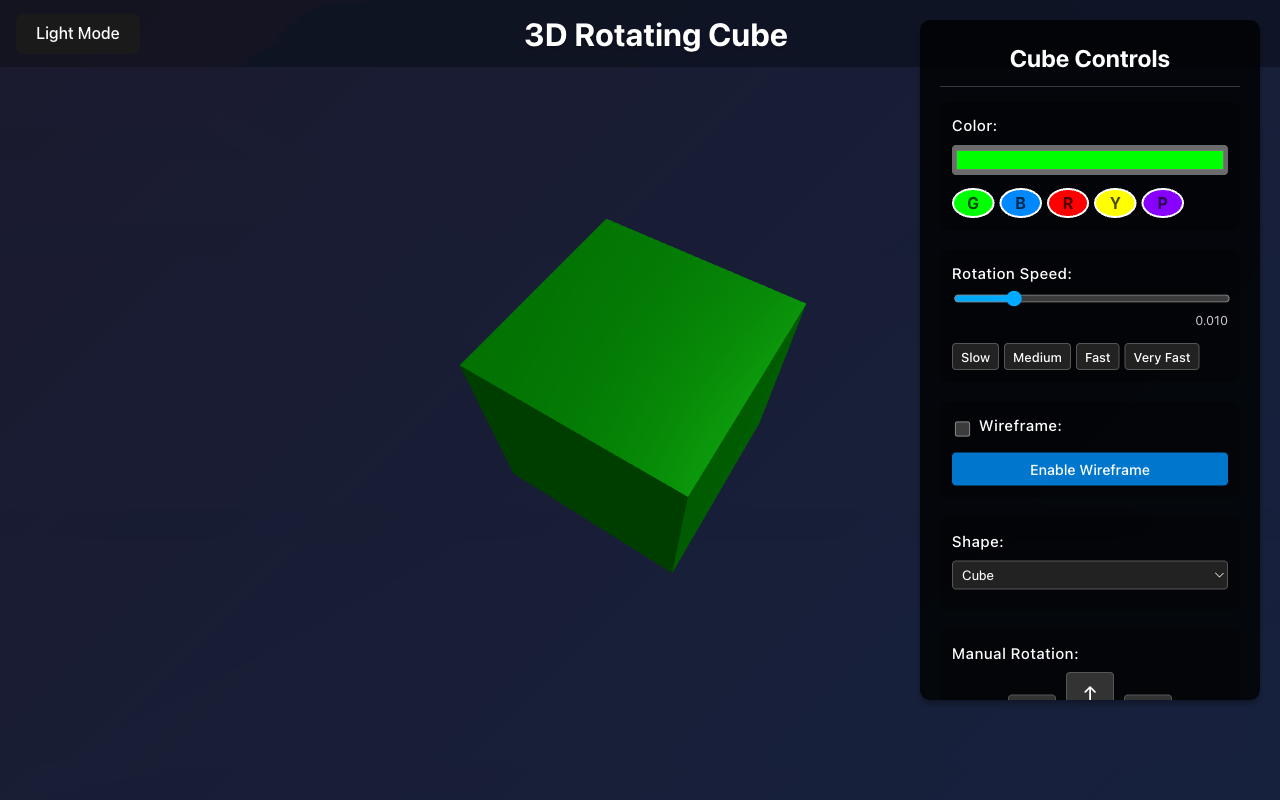 Light Mode
3D Rotating Cube
Cube Controls
Color:
G B R Y P
Rotation Speed:
0.010
Slow Medium Fast Very Fast
Wireframe:
Enable Wireframe
Shape:
Cube
Manual Rotation:
↑